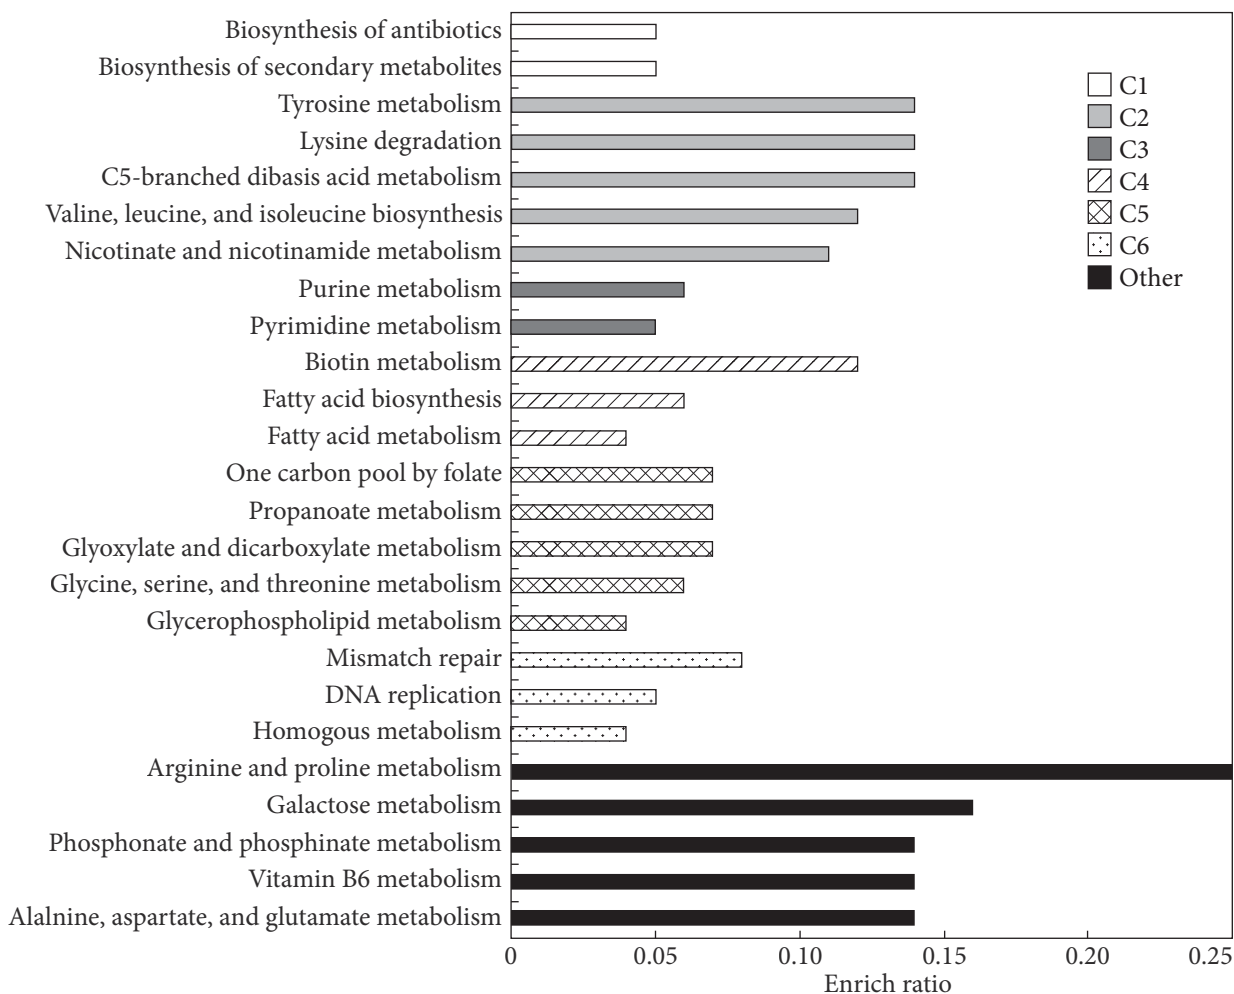 Biosynthesis of antibiotics
Biosynthesis of secondary metabolites
Tyrosine metabolism
Lysine degradation
C5-branched dibasis acid metabolism
Valine, leucine, and isoleucine biosynthesis
Nicotinate and nicotinamide metabolism
Purine metabolism
Pyrimidine metabolism
Biotin metabolism
Fatty acid biosynthesis
Fatty acid metabolism
One carbon pool by folate
Propanoate metabolism
Glyoxylate and dicarboxylate metabolism
Glycine, serine, and threonine metabolism
Glycerophospholipid metabolism
Mismatch repair
DNA replication
Homogous metabolism
Arginine and proline metabolism
Galactose metabolism
Phosphonate and phosphinate metabolism
Vitamin B6 metabolism
Alalnine, aspartate, and glutamate metabolism
C1
C2
C3
C4
C5
C6
Other
0 0.05 0.10 0.15 0.20 0.25
Enrich ratio